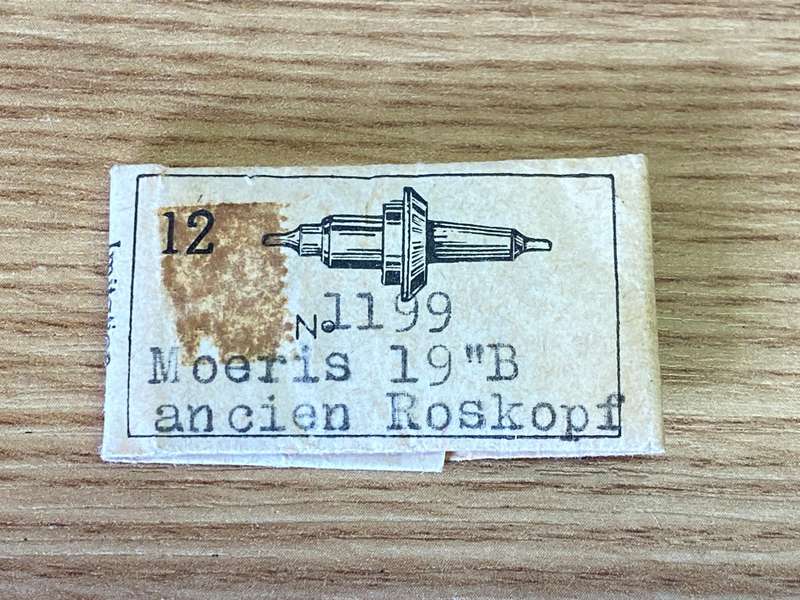 12
No 1199
Moeris 19"B
ancien Roskopf